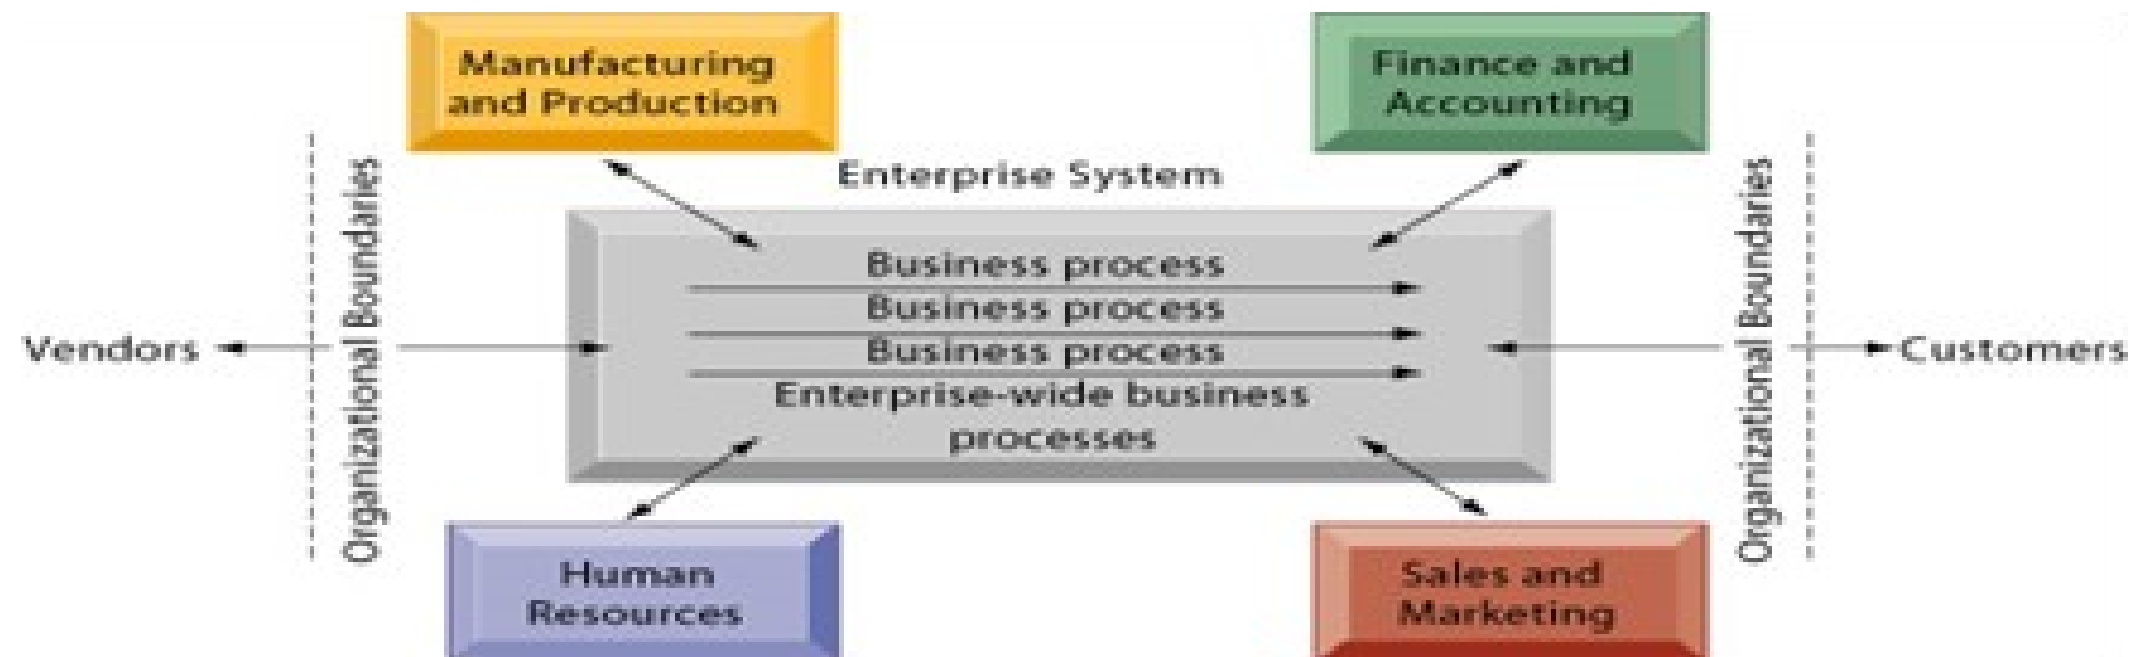 Manufacturing
and Production
Finance and
Accounting
Enterprise System
Organizational Boundaries
Organizational Boundaries
Business process
Business process
Business process
Enterprise-wide business
processes
Vendors
Customers
Human
Resources
Sales and
Marketing